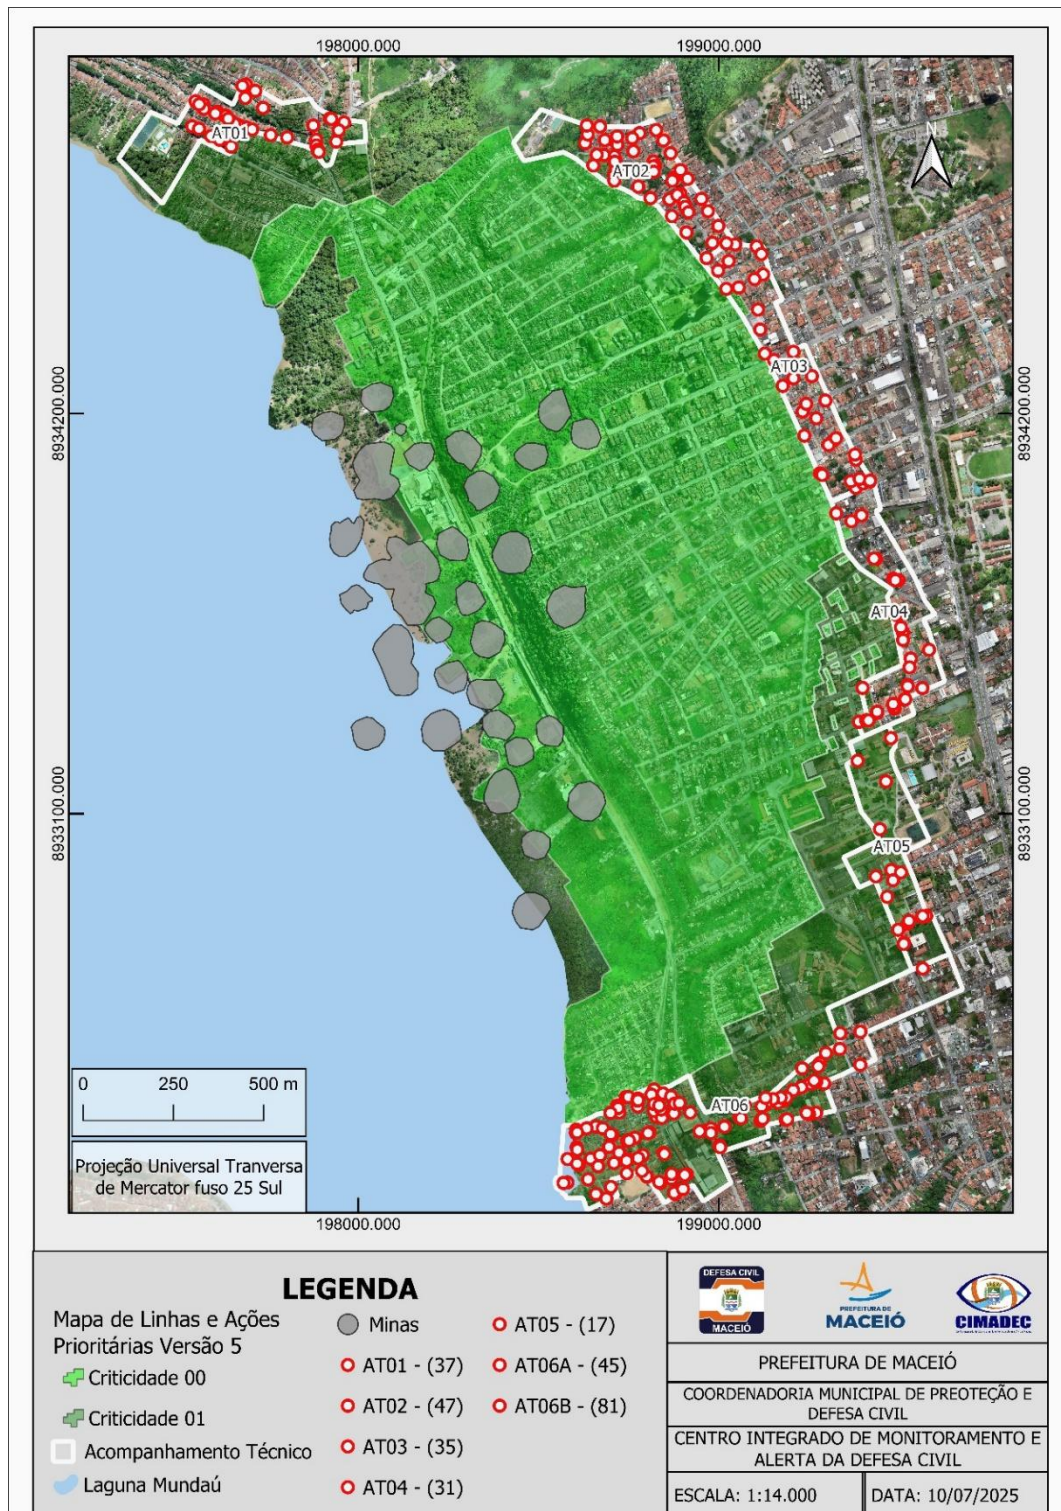 198000.000
199000.000
N
AT01
AT02
AT03
8934200.000
8934200.000
AT04
8933100.000
8933100.000
AT05
AT06
0 250 500 m
Projeção Universal Tranversa
de Mercator fuso 25 Sul
198000.000
199000.000
LEGENDA
Mapa de Linhas e Ações
Prioritárias Versão 5
Criticidade 00
Criticidade 01
Acompanhamento Técnico
Laguna Mundaú
Minas
AT01 - (37)
AT02 - (47)
AT03 - (35)
AT04 - (31)
AT05 - (17)
AT06A - (45)
AT06B - (81)
DEFESA CIVIL
MACEIÓ
PREFEITURA DE
MACEIÓ
CIMADEC
PREFEITURA DE MACEIÓ
COORDENADORIA MUNICIPAL DE PREOTEÇÃO E
DEFESA CIVIL
CENTRO INTEGRADO DE MONITORAMENTO E
ALERTA DA DEFESA CIVIL
ESCALA: 1:14.000
DATA: 10/07/2025